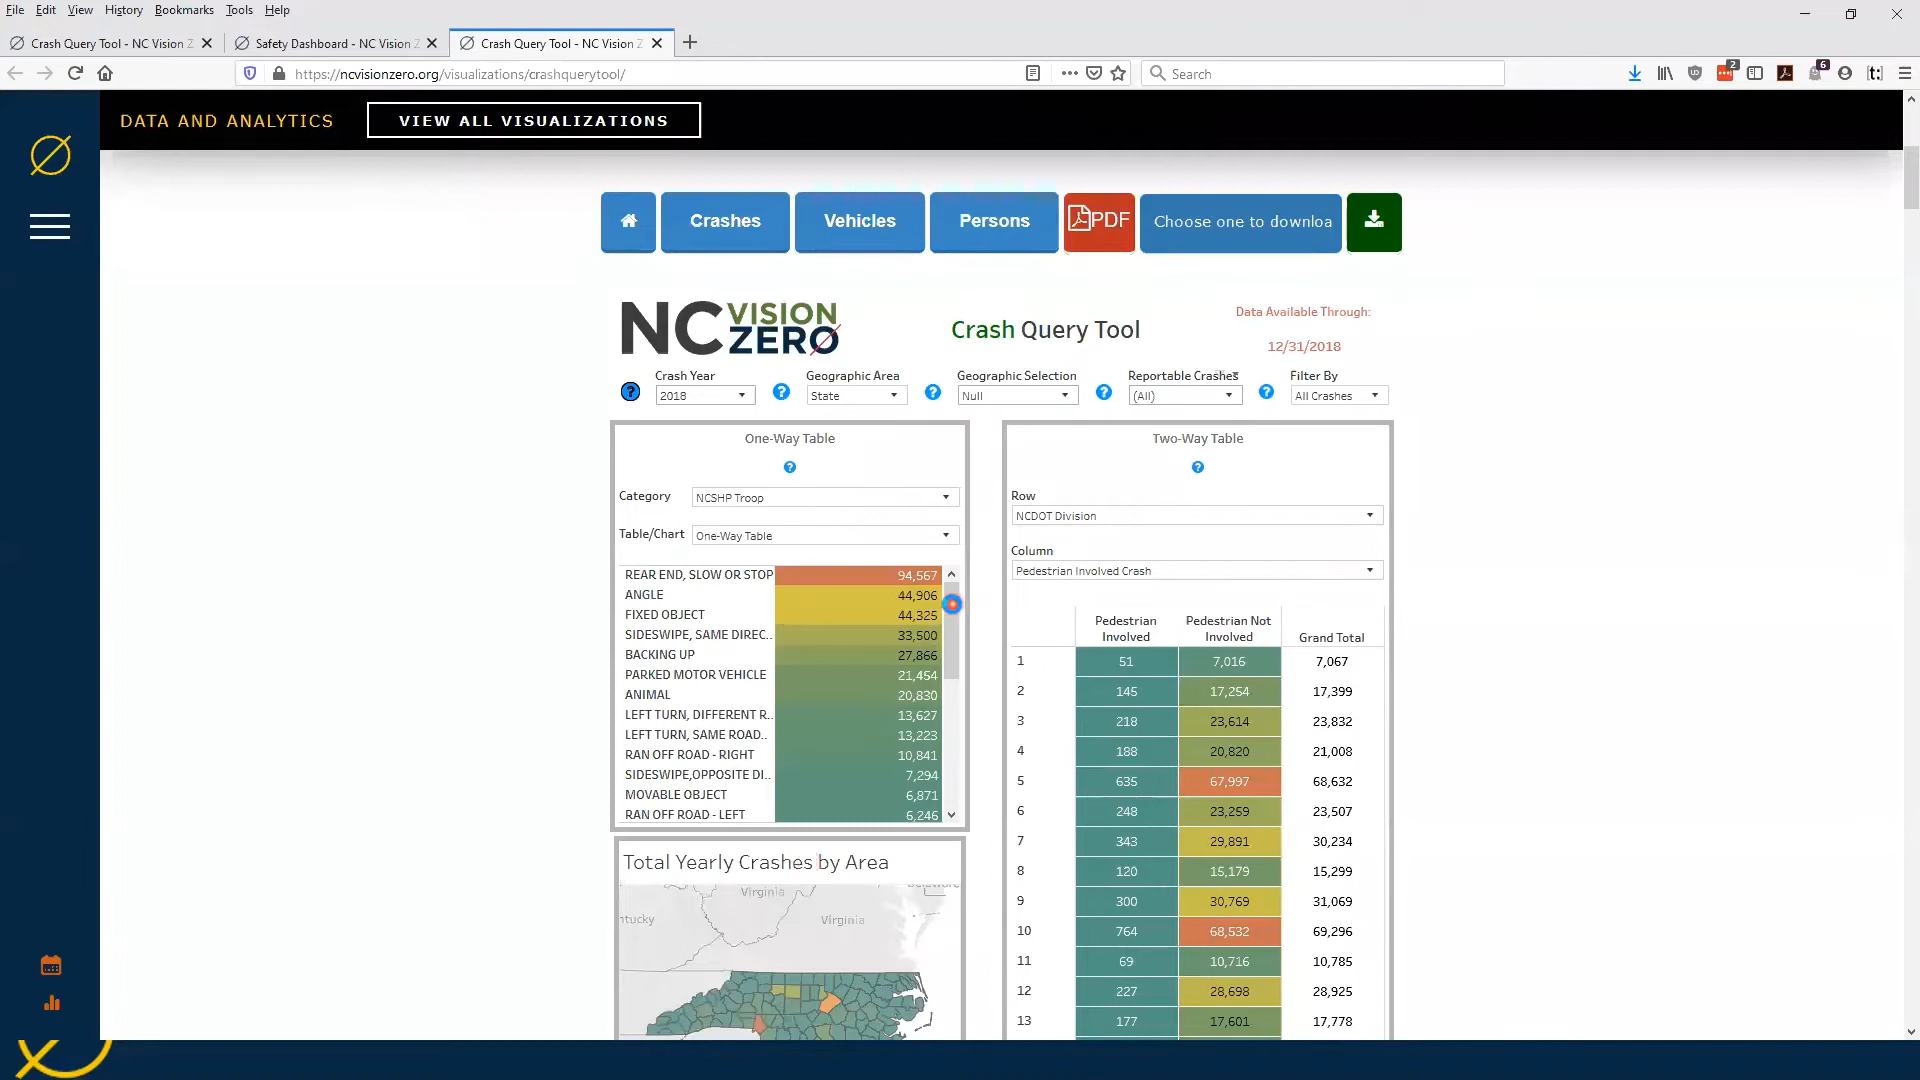 File Edit View History Bookmarks Tools Help
Crash Query Tool - NC Vision Z
Safety Dashboard - NC Vision Z
Crash Query Tool - NC Vision Z
https://ncvisionzero.org/visualizations/crashquerytool/
Search
2
6
DATA AND ANALYTICS
VIEW ALL VISUALIZATIONS
Crashes
Vehicles
Persons
PDF
Choose one to downloa
NC VISION ZERO
Crash Query Tool
Data Available Through:
12/31/2018
? Crash Year
2018
? Geographic Area
State
? Geographic Selection
Null
? Reportable Crashes
(All)
? Filter By
All Crashes
One-Way Table
?
Category NCSHP Troop
Table/Chart One-Way Table
REAR END, SLOW OR STOP 94,567
ANGLE 44,906
FIXED OBJECT 44,325
SIDESWIPE, SAME DIREC.. 33,500
BACKING UP 27,866
PARKED MOTOR VEHICLE 21,454
ANIMAL 20,830
LEFT TURN, DIFFERENT R.. 13,627
LEFT TURN, SAME ROAD.. 13,223
RAN OFF ROAD - RIGHT 10,841
SIDESWIPE,OPPOSITE DI.. 7,294
MOVABLE OBJECT 6,871
RAN OFF ROAD - LEFT 6,246
Total Yearly Crashes by Area
Virginia
ntucky
Virginia
Two-Way Table
?
Row
NCDOT Division
Column
Pedestrian Involved Crash
Pedestrian Involved Pedestrian Not Involved Grand Total
1 51 7,016 7,067
2 145 17,254 17,399
3 218 23,614 23,832
4 188 20,820 21,008
5 635 67,997 68,632
6 248 23,259 23,507
7 343 29,891 30,234
8 120 15,179 15,299
9 300 30,769 31,069
10 764 68,532 69,296
11 69 10,716 10,785
12 227 28,698 28,925
13 177 17,601 17,778